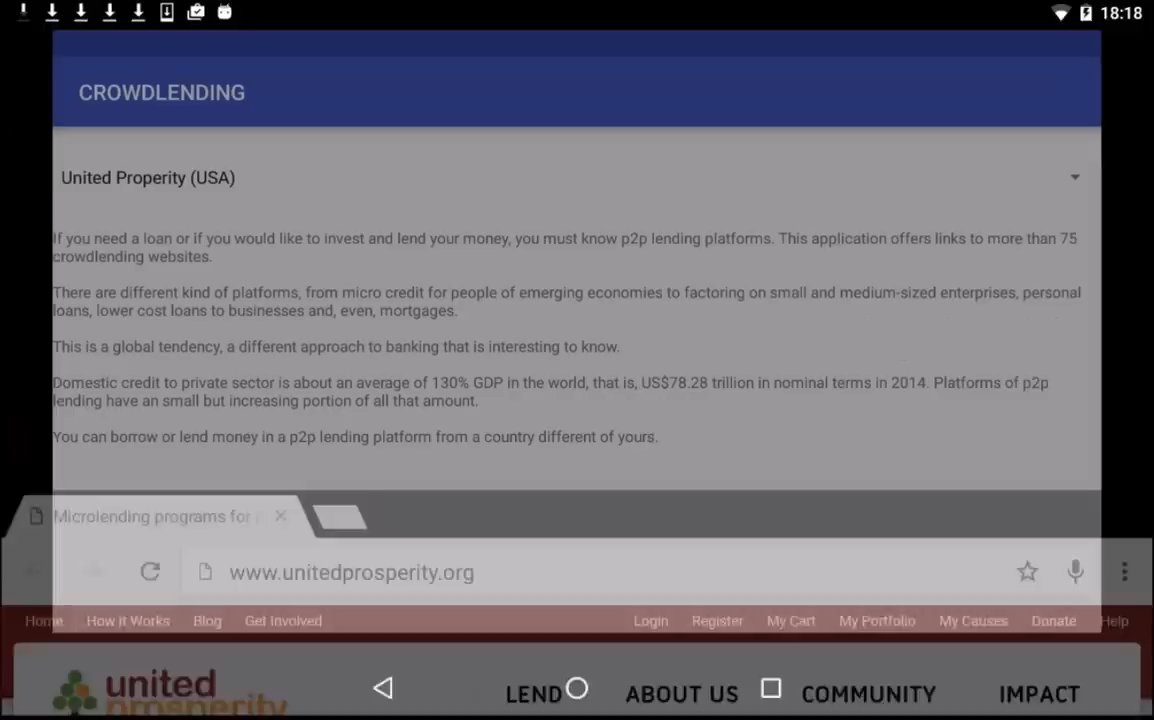 18:18
CROWDLENDING
United Properity (USA)
If you need a loan or if you would like to invest and lend your money, you must know p2p lending platforms. This application offers links to more than 75
crowdlending websites.
There are different kind of platforms, from micro credit for people of emerging economies to factoring on small and medium-sized enterprises, personal
loans, lower cost loans to businesses and, even, mortgages.
This is a global tendency, a different approach to banking that is interesting to know.
Domestic credit to private sector is about an average of 130% GDP in the world, that is, US$78.28 trillion in nominal terms in 2014. Platforms of p2p
lending have an small but increasing portion of all that amount.
You can borrow or lend money in a p2p lending platform from a country different of yours.
Microlending programs for
www.unitedprosperity.org
Home How it Works Blog Get Involved Login Register My Cart My Portfolio My Causes Donate Help
united
prosperity
LEND ABOUT US COMMUNITY IMPACT